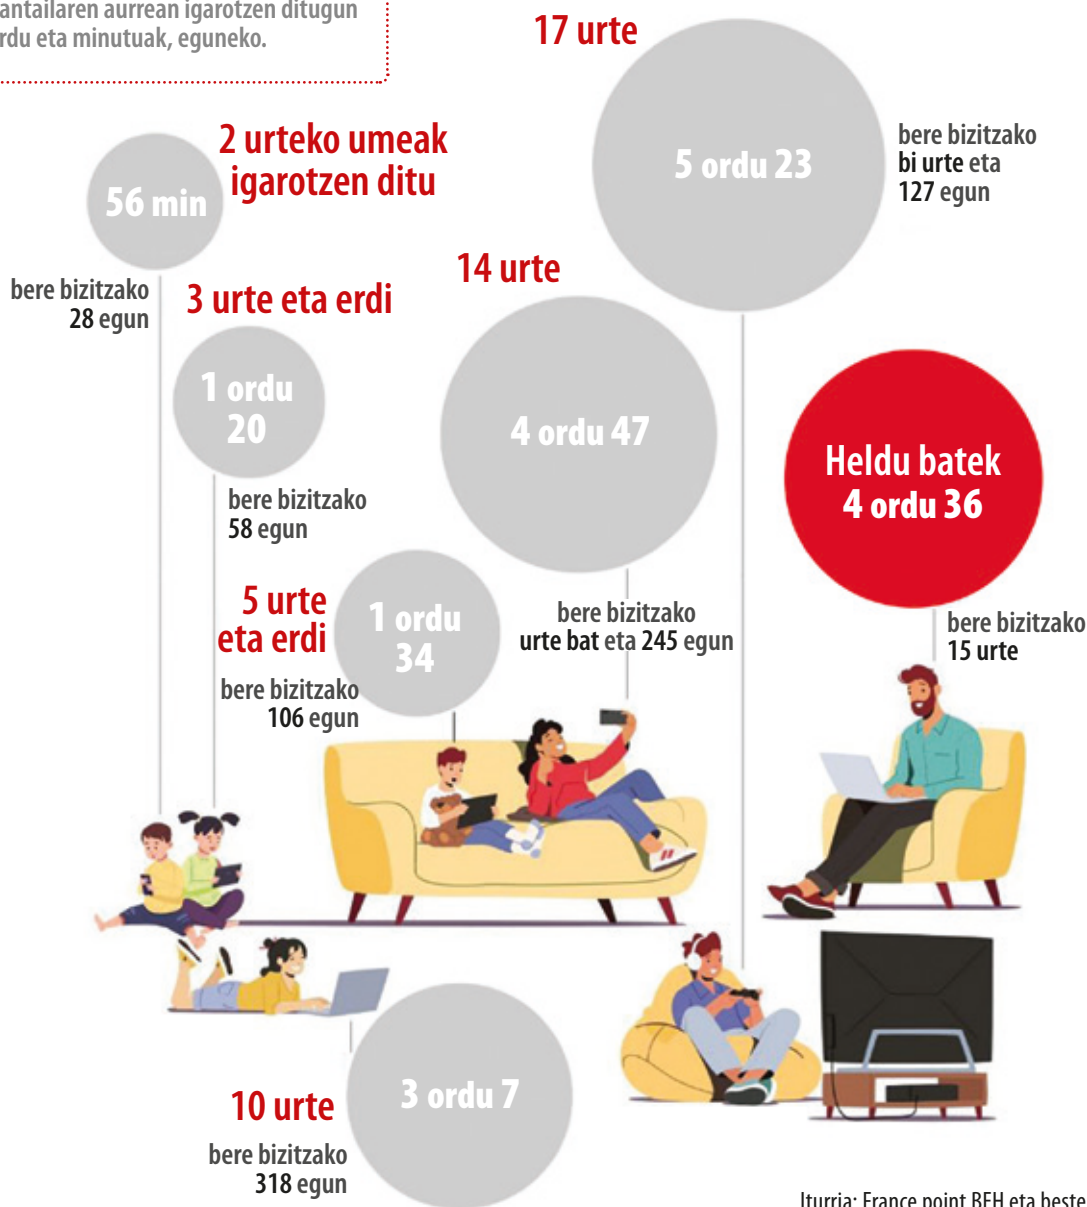 igarotzen ditugun
eta minutuak, eguneko.
2 urteko umeak
igarotzen ditu
56 min
bere bizitzako
28 egun
3 urte eta erdi
1 ordu
20
bere bizitzako
58 egun
5 urte
eta erdi
1 ordu
34
bere bizitzako
106 egun
17 urte
5 ordu 23
bere bizitzako
bi urte eta
127 egun
14 urte
4 ordu 47
bere bizitzako
urte bat eta 245 egun
Heldu batek
4 ordu 36
bere bizitzako
15 urte
10 urte
3 ordu 7
bere bizitzako
318 egun
Iturria: France point BEH eta beste